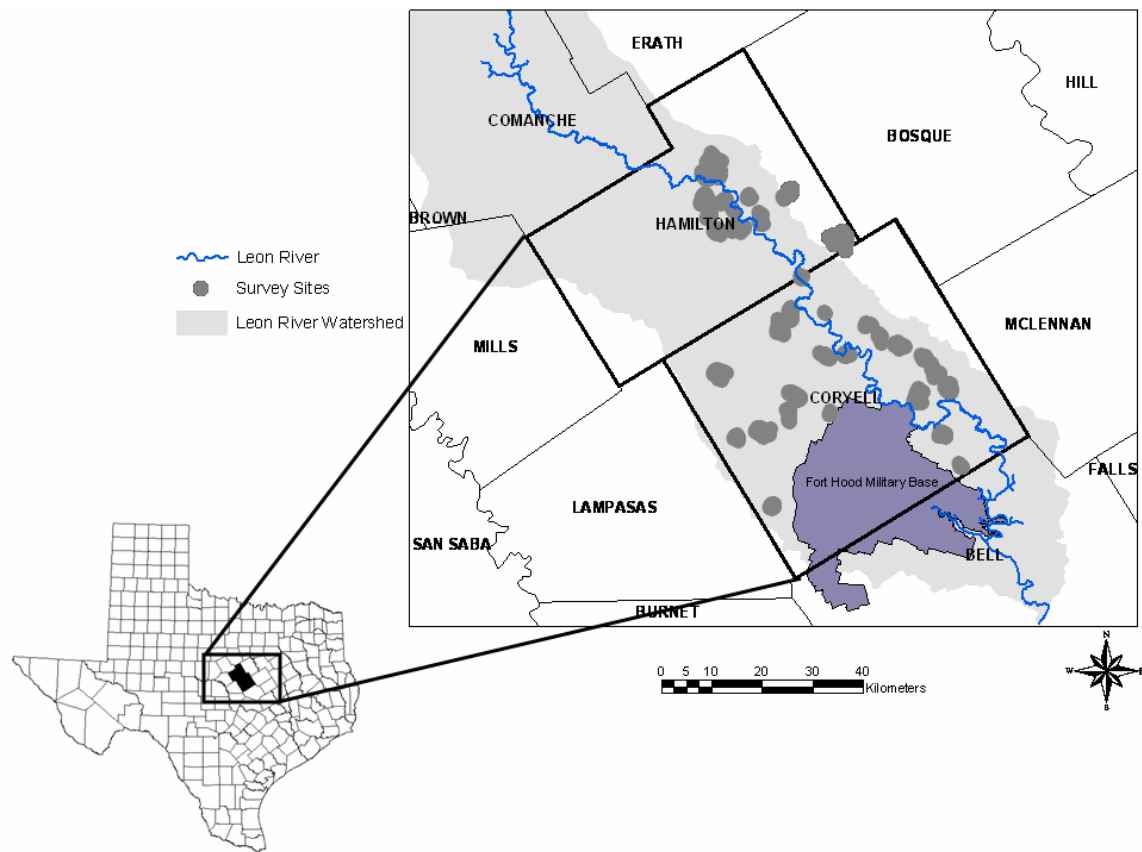 ERATH
HILL
COMANCHE
BOSQUE
BROWN
HAMILTON
Leon River
Survey Sites
Leon River Watershed
MILLS
MCLENNAN
CORYELL
FALLS
Fort Hood Military Base
LAMPASAS
SAN SABA
BELL
BURNET
N
W
E
S
0 5 10 20 30 40
Kilometers